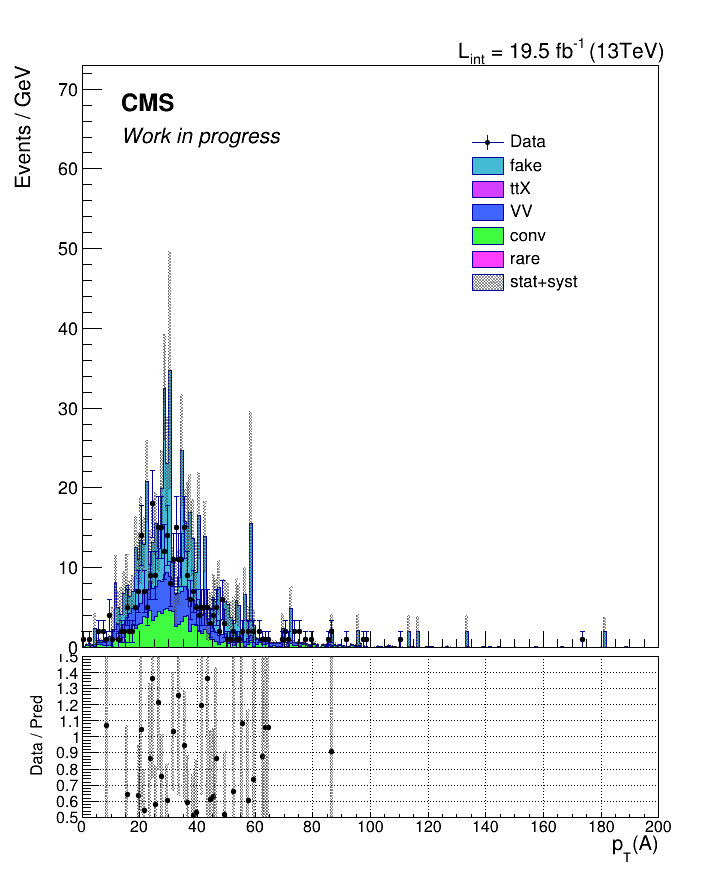 L_int = 19.5 fb^-1 (13TeV)
Events / GeV
70
60
50
40
30
20
10
0
CMS
Work in progress
Data
fake
ttX
VV
conv
rare
stat+syst
Data / Pred
1.5
1.4
1.3
1.2
1.1
1
0.9
0.8
0.7
0.6
0.5
0 20 40 60 80 100 120 140 160 180 200
p_T(A)